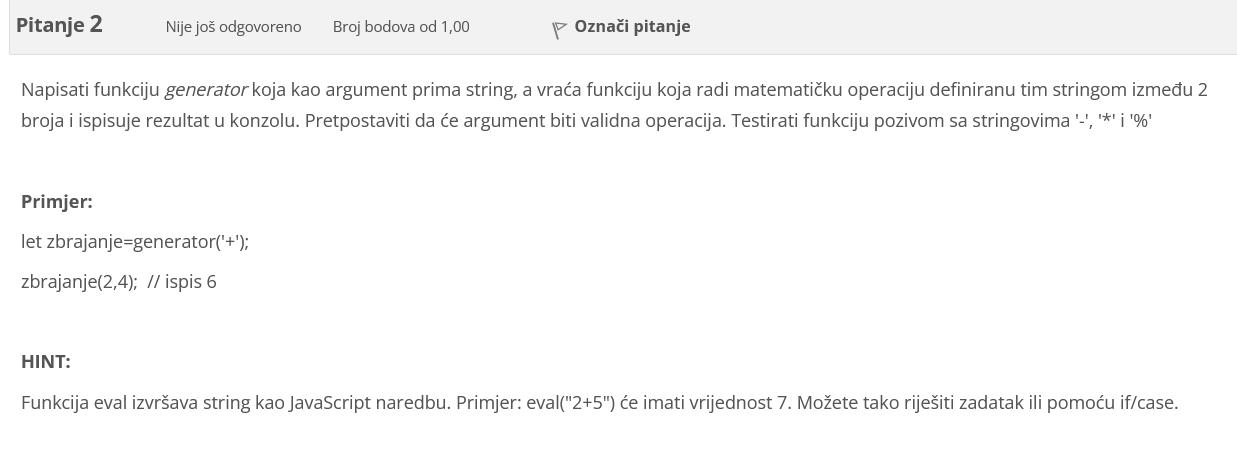 Pitanje 2 Nije još odgovoreno Broj bodova od 1,00 Označi pitanje
Napisati funkciju generator koja kao argument prima string, a vraća funkciju koja radi matematičku operaciju definiranu tim stringom između 2
broja i ispisuje rezultat u konzolu. Pretpostaviti da će argument biti validna operacija. Testirati funkciju pozivom sa stringovima '-', '*' i '%'
Primjer:
let zbrajanje=generator('+');
zbrajanje(2,4); // ispis 6
HINT:
Funkcija eval izvršava string kao JavaScript naredbu. Primjer: eval("2+5") će imati vrijednost 7. Možete tako riješiti zadatak ili pomoću if/case.